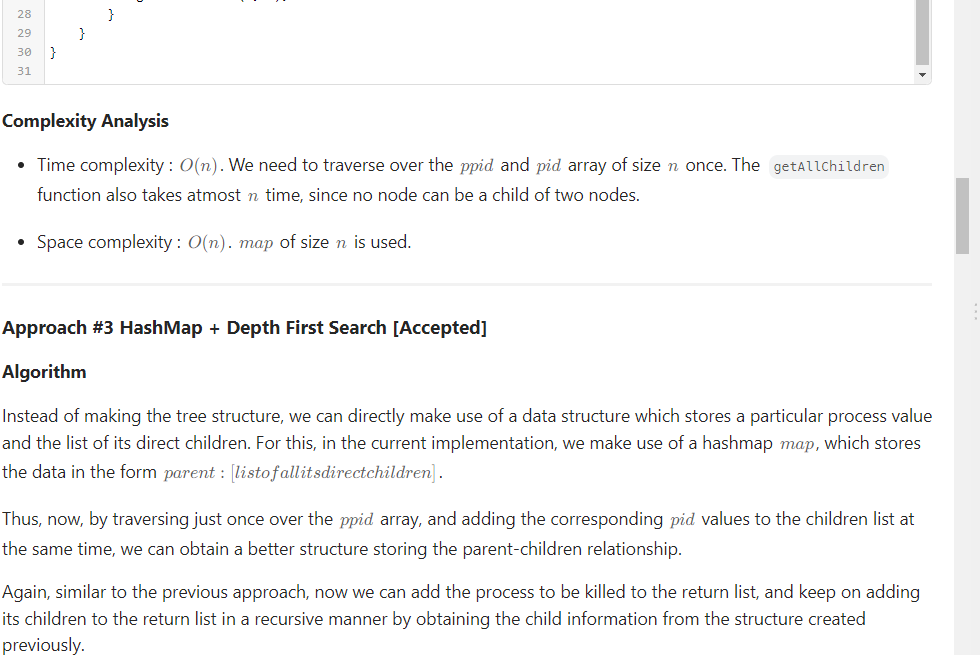 28 }
29 }
30 }
31
Complexity Analysis
• Time complexity : O(n). We need to traverse over the ppid and pid array of size n once. The getAllChildren
function also takes atmost n time, since no node can be a child of two nodes.
• Space complexity : O(n). map of size n is used.
Approach #3 HashMap + Depth First Search [Accepted]
Algorithm
Instead of making the tree structure, we can directly make use of a data structure which stores a particular process value
and the list of its direct children. For this, in the current implementation, we make use of a hashmap map, which stores
the data in the form parent : [listofallitsdirectchildren].
Thus, now, by traversing just once over the ppid array, and adding the corresponding pid values to the children list at
the same time, we can obtain a better structure storing the parent-children relationship.
Again, similar to the previous approach, now we can add the process to be killed to the return list, and keep on adding
its children to the return list in a recursive manner by obtaining the child information from the structure created
previously.